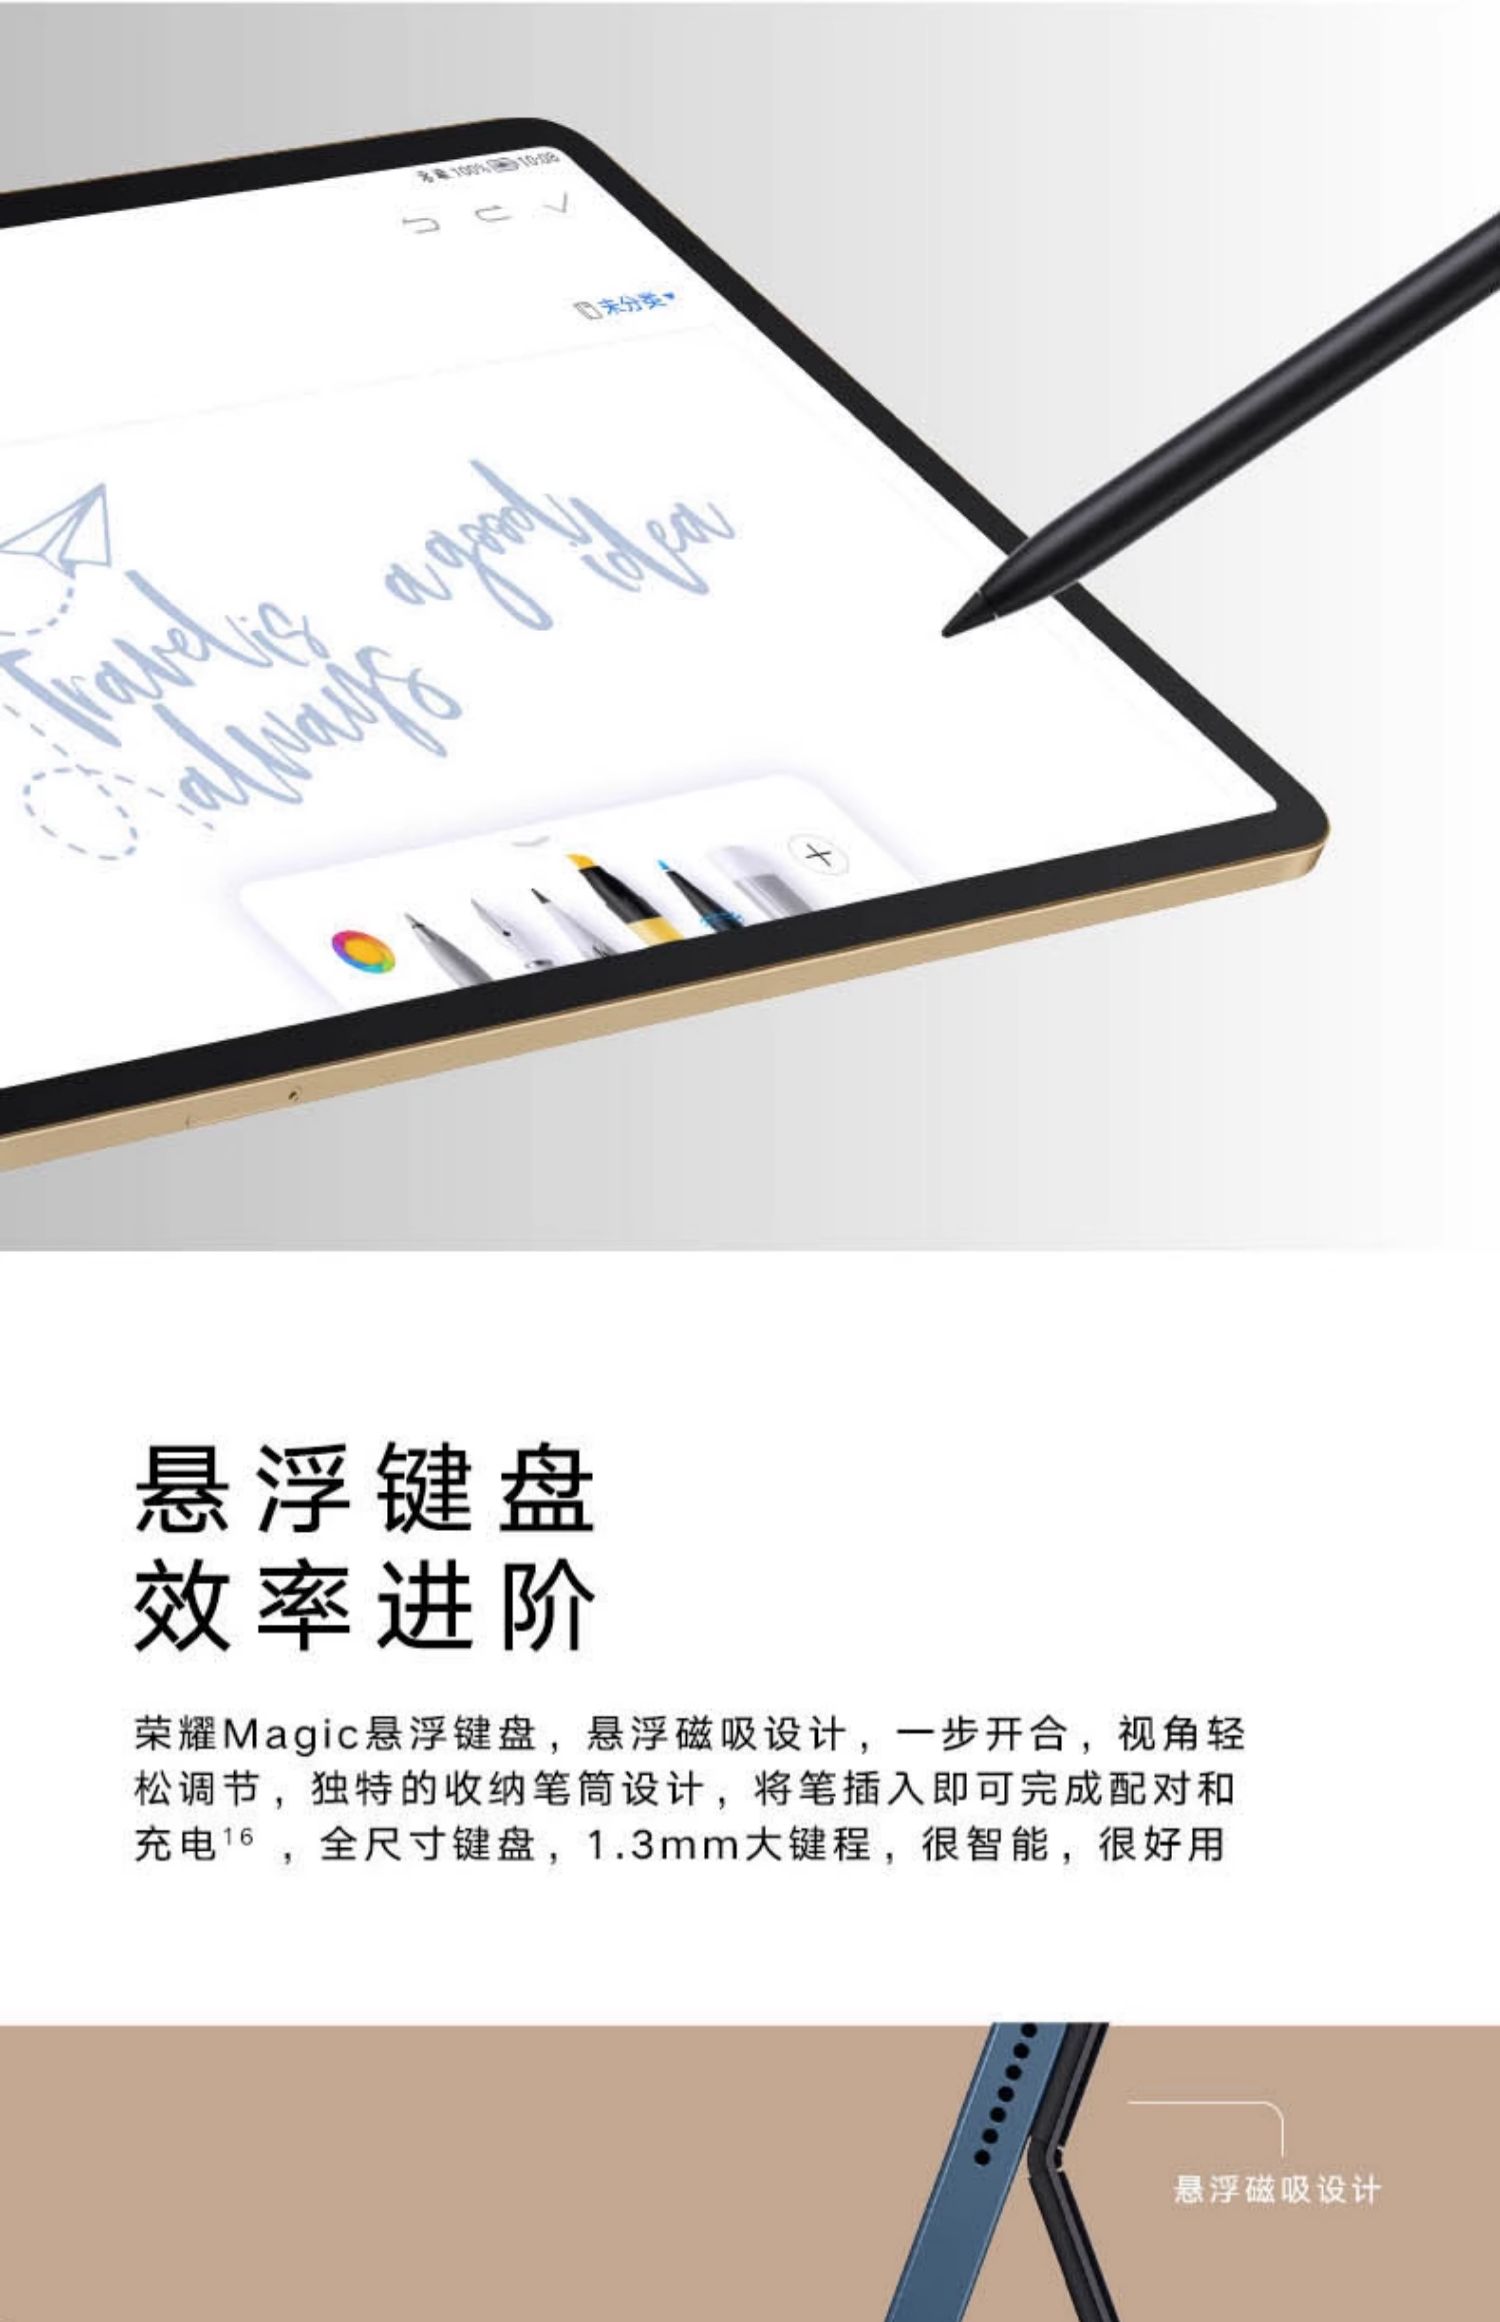 100% 10:08
未分类
Travel is
always
a good
idea
悬浮键盘
效率进阶
荣耀Magic悬浮键盘，悬浮磁吸设计，一步开合，视角轻
松调节，独特的收纳笔筒设计，将笔插入即可完成配对和
充电16，全尺寸键盘，1.3mm大键程，很智能，很好用
悬浮磁吸设计